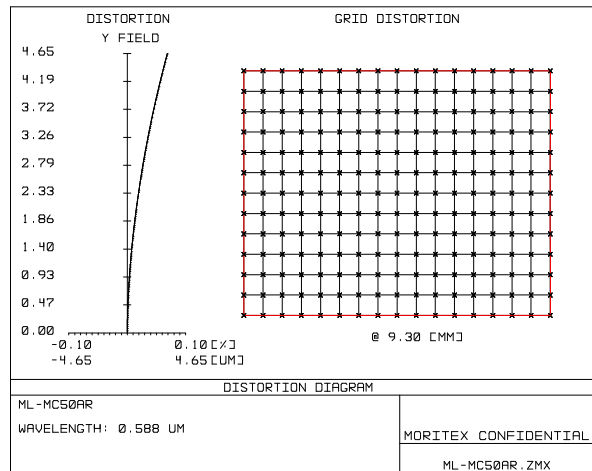 DISTORTION
Y FIELD
4.65
4.19
3.72
3.26
2.79
2.33
1.86
1.40
0.93
0.47
0.00
-0.10 0.10[%]
-4.65 4.65[UM]
GRID DISTORTION
@ 9.30 [MM]
DISTORTION DIAGRAM
ML-MC50AR
WAVELENGTH: 0.588 UM
MORITEX CONFIDENTIAL
ML-MC50AR.ZMX